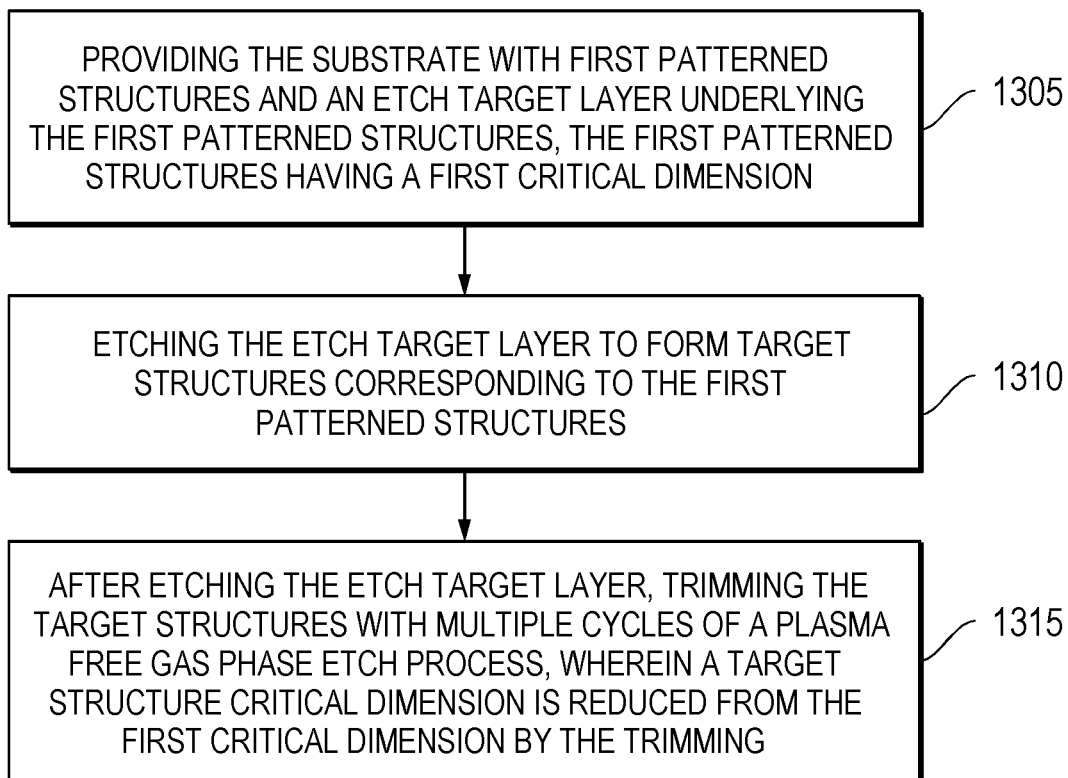 PROVIDING THE SUBSTRATE WITH FIRST PATTERNED
STRUCTURES AND AN ETCH TARGET LAYER UNDERLYING
THE FIRST PATTERNED STRUCTURES, THE FIRST PATTERNED
STRUCTURES HAVING A FIRST CRITICAL DIMENSION
1305
ETCHING THE ETCH TARGET LAYER TO FORM TARGET
STRUCTURES CORRESPONDING TO THE FIRST
PATTERNED STRUCTURES
1310
AFTER ETCHING THE ETCH TARGET LAYER, TRIMMING THE
TARGET STRUCTURES WITH MULTIPLE CYCLES OF A PLASMA
FREE GAS PHASE ETCH PROCESS, WHEREIN A TARGET
STRUCTURE CRITICAL DIMENSION IS REDUCED FROM THE
FIRST CRITICAL DIMENSION BY THE TRIMMING
1315